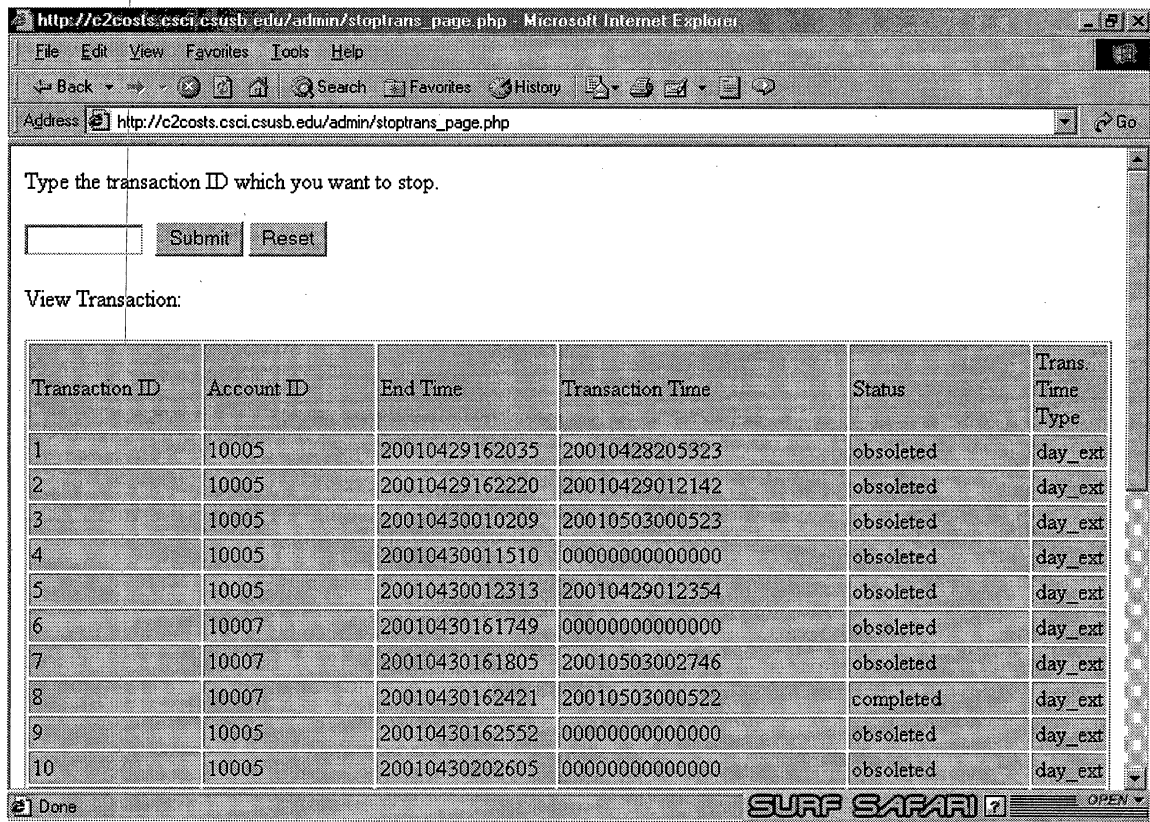 http://c2costs.csci.csusb.edu/admin/stoptrans_page.php - Microsoft Internet Explorer
File Edit View Favorites Tools Help
Back Search Favorites History
Address http://c2costs.csci.csusb.edu/admin/stoptrans_page.php Go
Type the transaction ID which you want to stop.
Submit Reset
View Transaction:
Transaction ID Account ID End Time Transaction Time Status Trans. Time Type
1 10005 20010429162035 20010428205323 obsoleted day_ext
2 10005 20010429162220 20010429012142 obsoleted day_ext
3 10005 20010430010209 20010503000523 obsoleted day_ext
4 10005 20010430011510 00000000000000 obsoleted day_ext
5 10005 20010430012313 20010429012354 obsoleted day_ext
6 10007 20010430161749 00000000000000 obsoleted day_ext
7 10007 20010430161805 20010503002746 obsoleted day_ext
8 10007 20010430162421 20010503000522 completed day_ext
9 10005 20010430162552 00000000000000 obsoleted day_ext
10 10005 20010430202605 00000000000000 obsoleted day_ext
Done SURF SAFARI ? OPEN